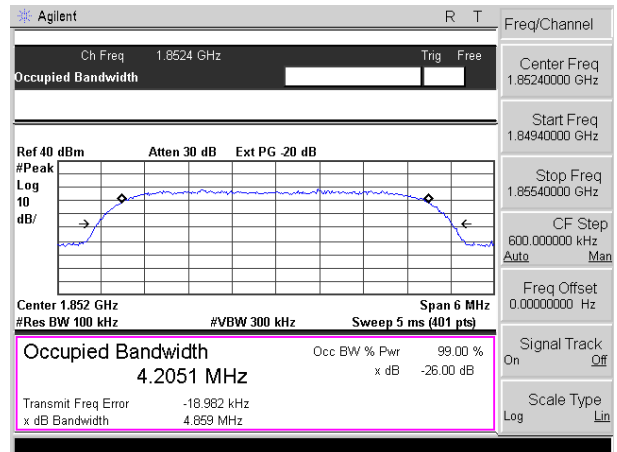 Agilent R T
Freq/Channel
Ch Freq 1.8524 GHz Trig Free
Occupied Bandwidth
Center Freq
1.85240000 GHz
Start Freq
1.84940000 GHz
Stop Freq
1.85540000 GHz
CF Step
600.000000 kHz
Auto Man
Freq Offset
0.00000000 Hz
Signal Track
On Off
Scale Type
Log Lin
Ref 40 dBm Atten 30 dB Ext PG -20 dB
#Peak
Log
10
dB/
Center 1.852 GHz Span 6 MHz
#Res BW 100 kHz #VBW 300 kHz Sweep 5 ms (401 pts)
Occupied Bandwidth Occ BW % Pwr 99.00 %
4.2051 MHz x dB -26.00 dB
Transmit Freq Error -18.982 kHz
x dB Bandwidth 4.859 MHz